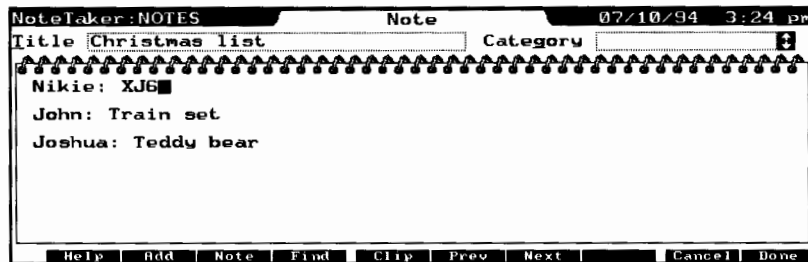 NoteTaker:NOTES Note 07/10/94 3:24 pm
Title Christmas list Category
Nikie: XJ6
John: Train set
Joshua: Teddy bear
Help Add Note Find Clip Prev Next Cancel Done